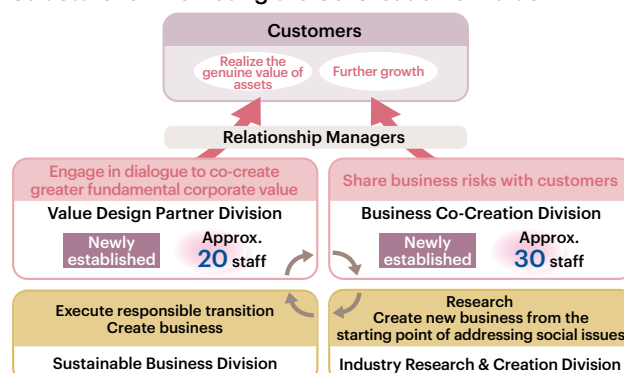 Customers
Realize the
genuine value of
assets
Further growth
Relationship Managers
Engage in dialogue to co-create
greater fundamental corporate value
Value Design Partner Division
Newly
established
Approx.
20 staff
Share business risks with customers
Business Co-Creation Division
Newly
established
Approx.
30 staff
Execute responsible transition
Create business
Sustainable Business Division
Research
Create new business from the
starting point of addressing social issues
Industry Research & Creation Division